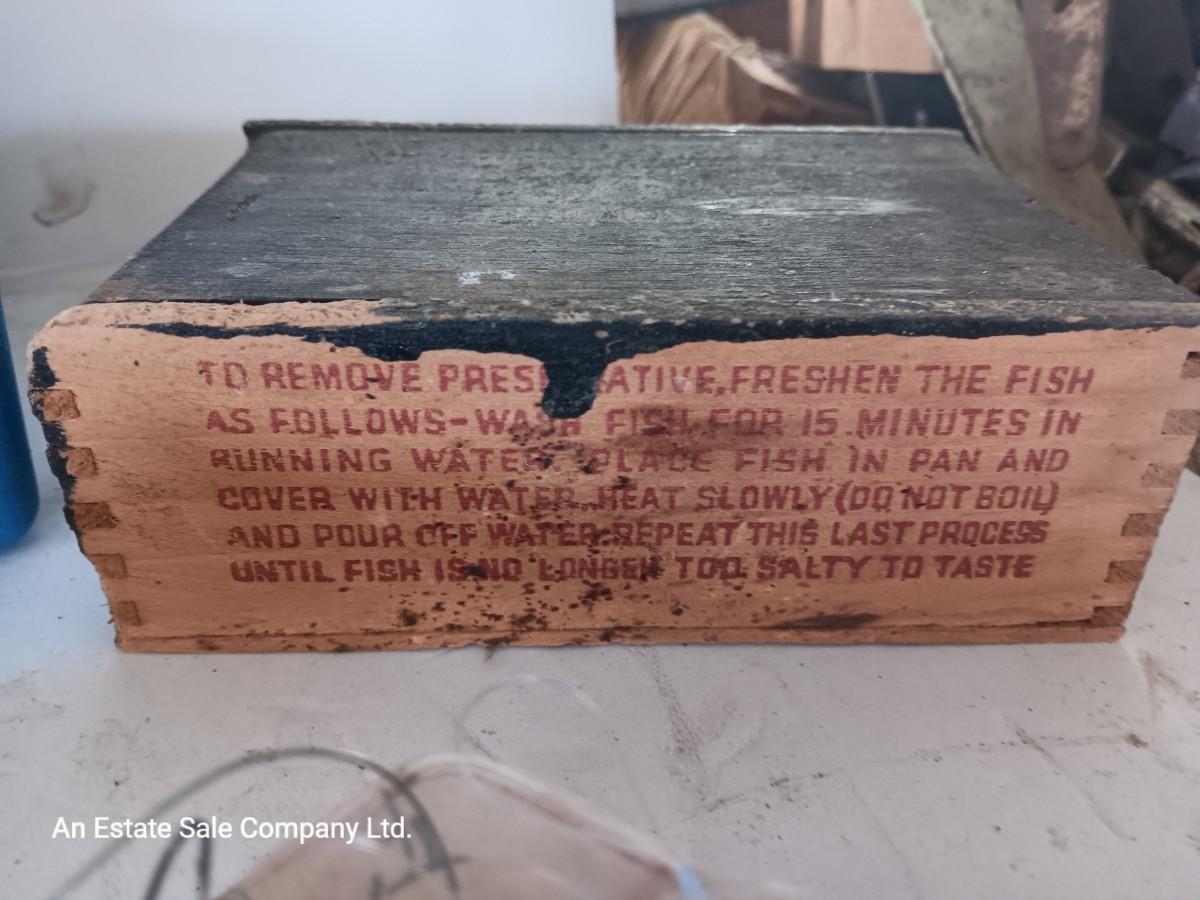 TO REMOVE PRESERVATIVE, FRESHEN THE FISH
AS FOLLOWS-WASH FISH FOR 15 MINUTES IN
RUNNING WATER. PLACE FISH IN PAN AND
COVER WITH WATER. HEAT SLOWLY (DO NOT BOIL)
AND POUR OFF WATER. REPEAT THIS LAST PROCESS
UNTIL FISH IS NO LONGER TOO SALTY TO TASTE
An Estate Sale Company Ltd.